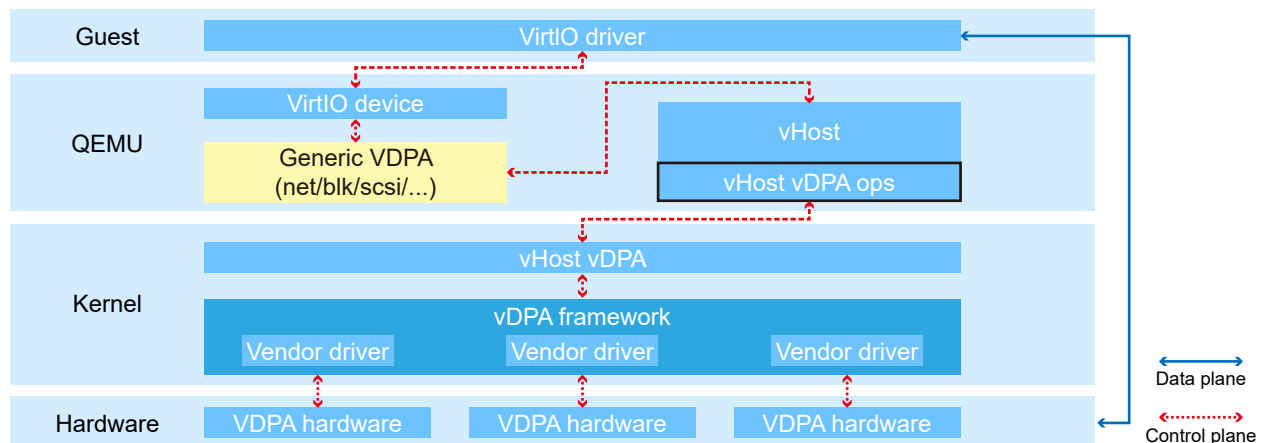 Guest
VirtIO driver
QEMU
VirtIO device
Generic VDPA
(net/blk/scsi/...)
vHost
vHost vDPA ops
Kernel
vHost vDPA
vDPA framework
Vendor driver
Vendor driver
Vendor driver
Hardware
VDPA hardware
VDPA hardware
VDPA hardware
Data plane
Control plane